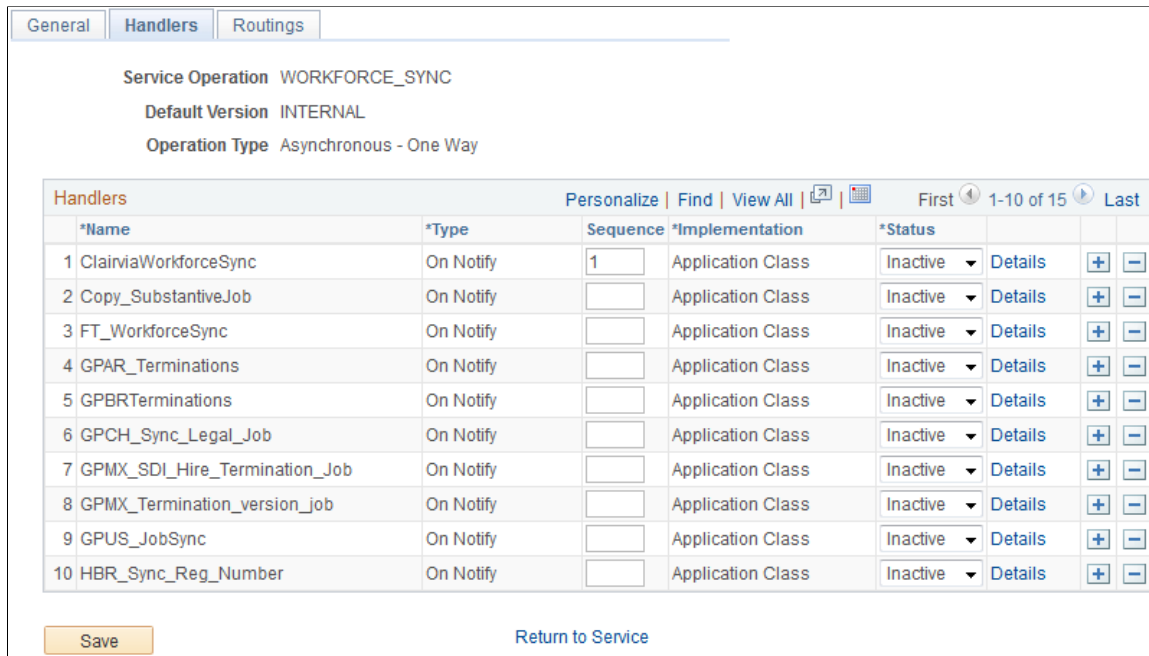 General Handlers Routings
Service Operation WORKFORCE_SYNC
Default Version INTERNAL
Operation Type Asynchronous - One Way
Handlers Personalize | Find | View All | | First 1-10 of 15 Last
*Name *Type Sequence *Implementation *Status
1 ClairviaWorkforceSync On Notify 1 Application Class Inactive Details + -
2 Copy_SubstantiveJob On Notify Application Class Inactive Details + -
3 FT_WorkforceSync On Notify Application Class Inactive Details + -
4 GPAR_Terminations On Notify Application Class Inactive Details + -
5 GPBRTerminations On Notify Application Class Inactive Details + -
6 GPCH_Sync_Legal_Job On Notify Application Class Inactive Details + -
7 GPMX_SDI_Hire_Termination_Job On Notify Application Class Inactive Details + -
8 GPMX_Termination_version_job On Notify Application Class Inactive Details + -
9 GPUS_JobSync On Notify Application Class Inactive Details + -
10 HBR_Sync_Reg_Number On Notify Application Class Inactive Details + -
Save Return to Service